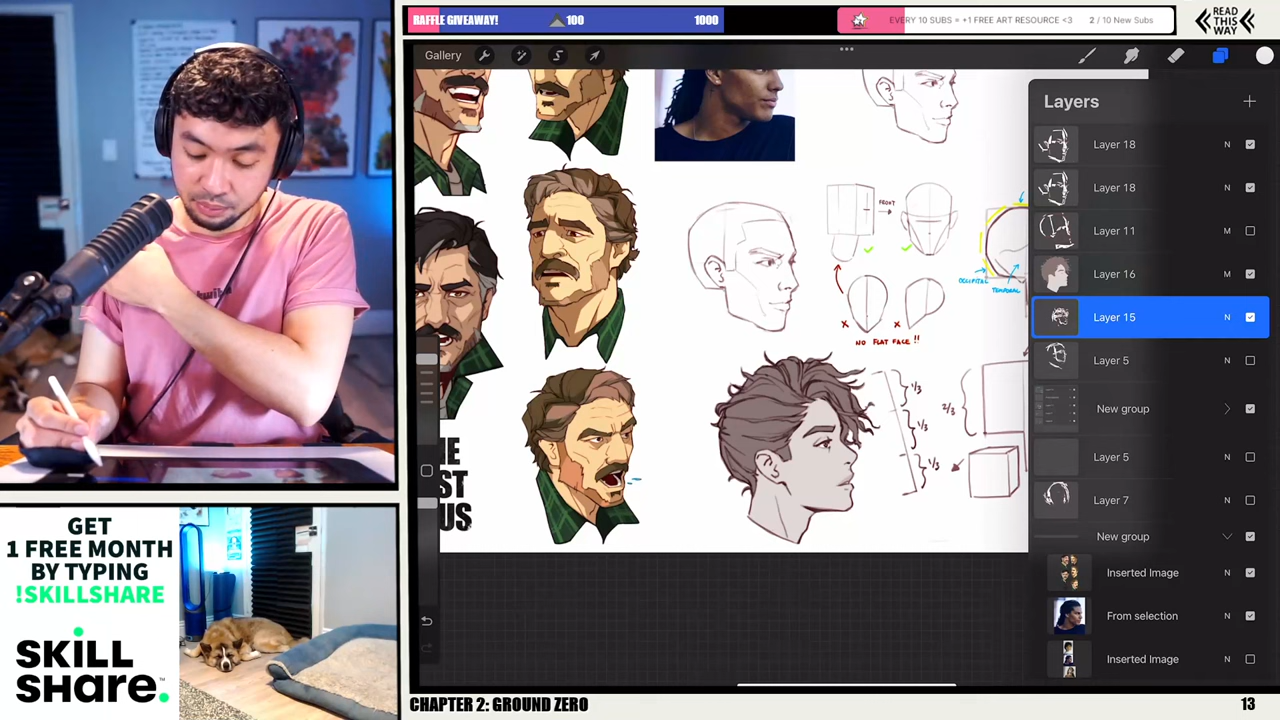 RAFFLE GIVEAWAY!
100
1000
EVERY 10 SUBS = +1 FREE ART RESOURCE <3
2 / 10 New Subs
READ
THIS
WAY
Gallery
Layers
Layer 18
N
Layer 18
N
Layer 11
M
Layer 16
M
Layer 15
N
Layer 5
N
New group
Layer 5
N
Layer 7
N
New group
Inserted Image
N
From selection
N
Inserted Image
N
FRONT
OCCIPITAL
TEMPORAL
X
X
NO FLAT FACE !!
1/3
1/3
1/3
2/3
ST
US
GET
1 FREE MONTH
BY TYPING
!SKILLSHARE
SKILL
SHare.
CHAPTER 2: GROUND ZERO
13